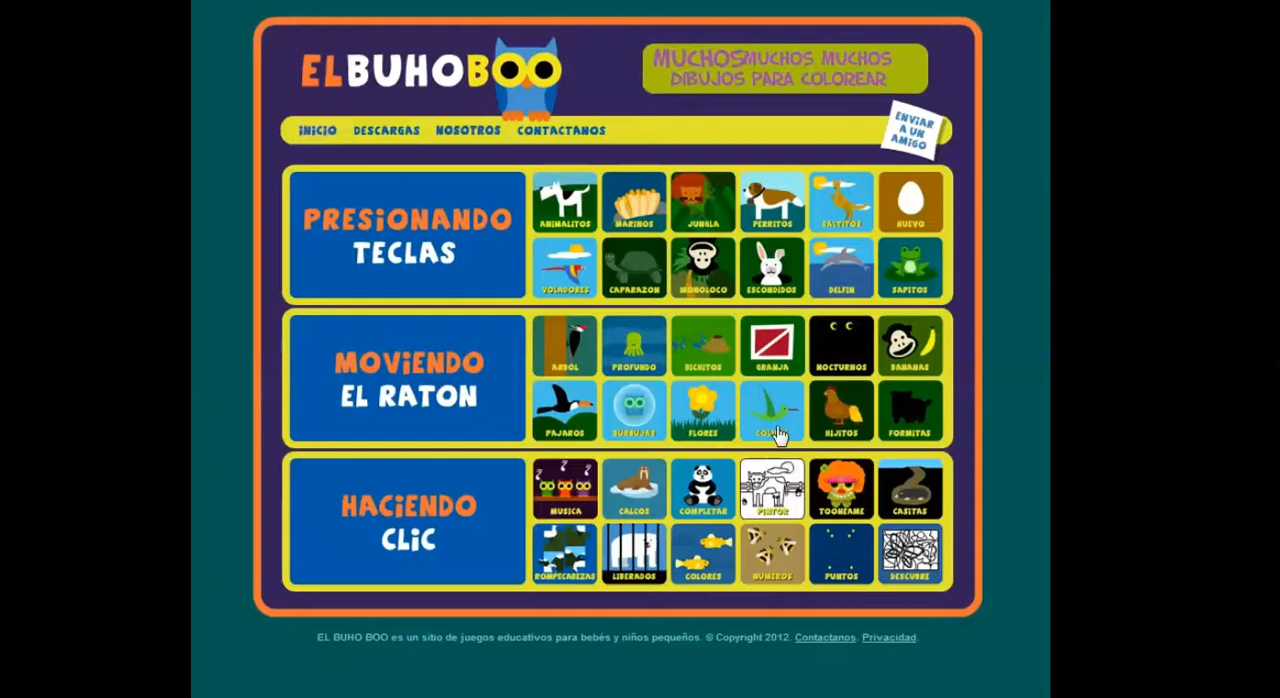 ELBUHOBOO
MUCHOSMUCHOS MUCHOS
DIBUJOS PARA COLOREAR
INICIO DESCARGAS NOSOTROS CONTACTANOS
ENVIAR
A UN
AMIGO
PRESIONANDO
TECLAS
ANIMALITOS MARINOS JUNGLA PERRITOS SALTITOS HUEVO
VOLADORES CAPARAZON MONOLOCO ESCONDIDOS DELFIN SAPITOS
MOVIENDO
EL RATON
ARBOL PROFUNDO BICHITOS GRANJA NOCTURNOS BANANAS
PAJAROS BURBUJAS FLORES HIJITOS FORMITAS
HACIENDO
CLIC
MUSICA CALCOS COMPLETAR PINTOR TOONEAME CASITAS
ROMPECABEZAS LIBERADOS COLORES NUMEROS PUNTOS DESCUBRE
EL BUHO BOO es un sitio de juegos educativos para bebés y niños pequeños. © Copyright 2012. Contactanos. Privacidad.